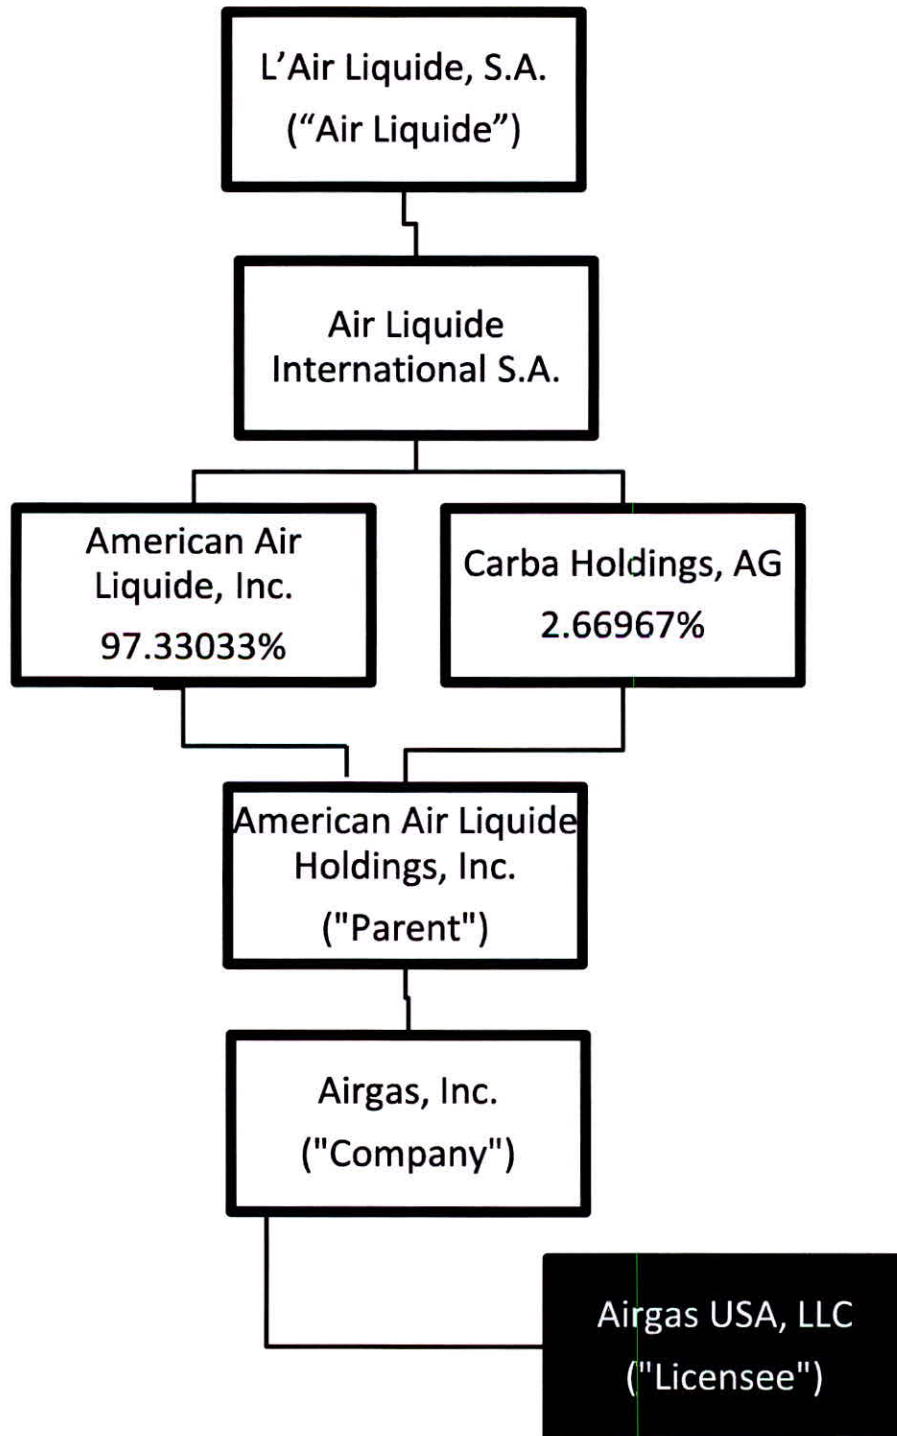 L’Air Liquide, S.A.
(“Air Liquide”)
Air Liquide
International S.A.
American Air
Liquide, Inc.
97.33033%
Carba Holdings, AG
2.66967%
American Air Liquide
Holdings, Inc.
("Parent")
Airgas, Inc.
("Company")
Airgas USA, LLC
("Licensee")